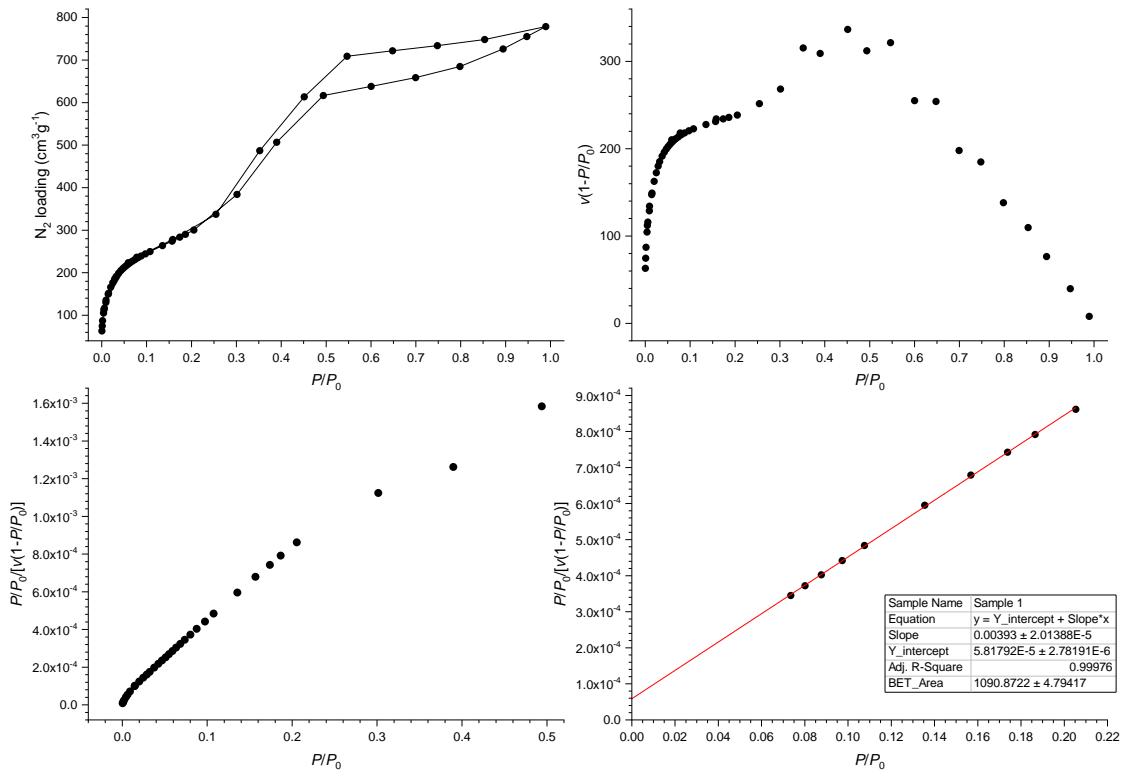 N₂ loading (cm³g⁻¹)
800
700
600
500
400
300
200
100
0.0 0.1 0.2 0.3 0.4 0.5 0.6 0.7 0.8 0.9 1.0
P/P₀
v(1-P/P₀)
300
200
100
0
0.0 0.1 0.2 0.3 0.4 0.5 0.6 0.7 0.8 0.9 1.0
P/P₀
P/P₀/[v(1-P/P₀)]
1.6x10⁻³
1.4x10⁻³
1.2x10⁻³
1.0x10⁻³
8.0x10⁻⁴
6.0x10⁻⁴
4.0x10⁻⁴
2.0x10⁻⁴
0.0
0.0 0.1 0.2 0.3 0.4 0.5
P/P₀
P/P₀/[v(1-P/P₀)]
9.0x10⁻⁴
8.0x10⁻⁴
7.0x10⁻⁴
6.0x10⁻⁴
5.0x10⁻⁴
4.0x10⁻⁴
3.0x10⁻⁴
2.0x10⁻⁴
1.0x10⁻⁴
0.0
0.00 0.02 0.04 0.06 0.08 0.10 0.12 0.14 0.16 0.18 0.20 0.22
P/P₀
Sample Name Sample 1
Equation y = Y_intercept + Slope*x
Slope 0.00393 ± 2.01388E-5
Y_intercept 5.81792E-5 ± 2.78191E-6
Adj. R-Square 0.99976
BET_Area 1090.8722 ± 4.79417